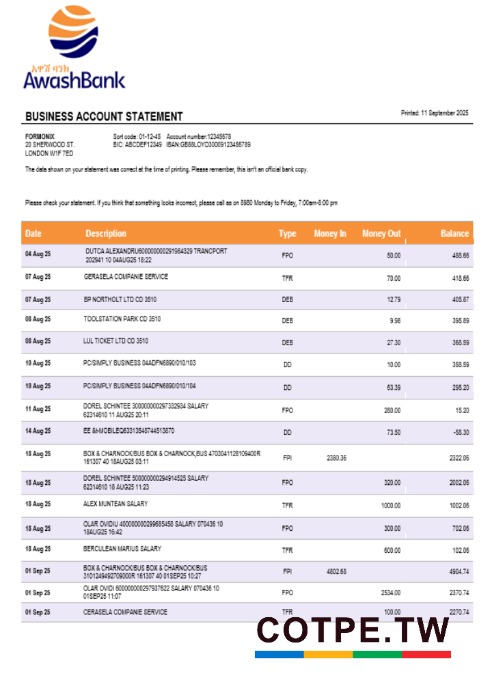 አዋሽ ባንክ
AwashBank
BUSINESS ACCOUNT STATEMENT
Printed: 11 September 2025
FORMONIX Sort code: 01-12-45 Account number:12345678
20 SHERWOOD ST. BIC: ABCDEF12349 IBAN:GB88LOYD30009123456789
LONDON W1F 7ED
The data shown on your statement was correct at the time of printing. Please remember, this isn't an official bank copy.
Please check your statement. If you think that something looks incorrect, please call as on 8980 Monday to Friday, 7:00am-8:00 pm
Date Description Type Money In Money Out Balance
04 Aug 25 DUTCA ALEXANDRU6000000000291964329 TRANCPORT
202941 10 04AUG25 18:22 FPO 50.00 488.66
07 Aug 25 GERASELA COMPANIE SERVICE TFR 70.00 418.66
07 Aug 25 BP NORTHOLT LTD CD 3510 DEB 12.79 405.87
08 Aug 25 TOOLSTATION PARK CD 3510 DEB 9.98 395.89
08 Aug 25 LUL TICKET LTD CD 3510 DEB 27.30 368.59
10 Aug 25 PC/SIMPLY BUSINESS 04ADFN6890/010/103 DD 10.00 358.59
10 Aug 25 PC/SIMPLY BUSINESS 04ADFN6890/010/104 DD 63.39 295.20
11 Aug 25 DOREL SCHINTEE 300000000297332934 SALARY
62314610 11 AUG25 20:11 FPO 280.00 15.20
14 Aug 25 EE &MOBILEQ63313548744513870 DD 73.50 -58.30
18 Aug 25 BOX & CHARNOCK/BUS BOX & CHARNOCK,BUS 4703041128109400R
161307 40 18AUG25 03:11 FPI 2380.36 2322.06
18 Aug 25 DOREL SCHINTEE 5000000000294914525 SALARY
62314610 18 AUG25 11:23 FPO 320.00 2002.06
18 Aug 25 ALEX MUNTEAN SALARY TFR 1000.00 1002.06
18 Aug 25 OLAR OVIDIU 400000000299685458 SALARY 070436 10
18AUG25 16:42 FPO 300.00 702.06
18 Aug 25 BERCULEAN MARIUS SALARY TFR 600.00 102.06
01 Sep 25 BOX & CHARNOCK/BUS BOX & CHARNOCK/BUS
3101249492709000R 161307 40 01SEP25 10:27 FPI 4802.68 4904.74
01 Sep 25 OLAR OVIDI 600000000297937622 SALARY 070436 10
01SEP25 11:07 FPO 2534.00 2370.74
01 Sep 25 CERASELA COMPANIE SERVICE TFR 100.00 2270.74
COTPE.TW